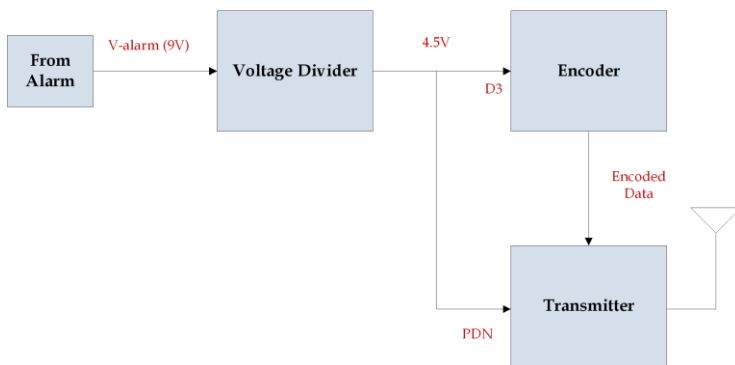 From
Alarm
V-alarm (9V)
Voltage Divider
4.5V
D3
Encoder
Encoded
Data
Transmitter
PDN